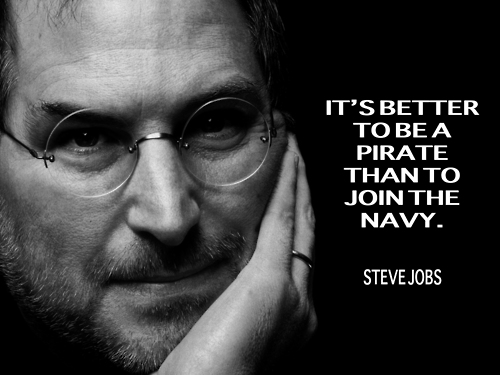 IT'S BETTER
TO BE A
PIRATE
THAN TO
JOIN THE
NAVY.
STEVE JOBS